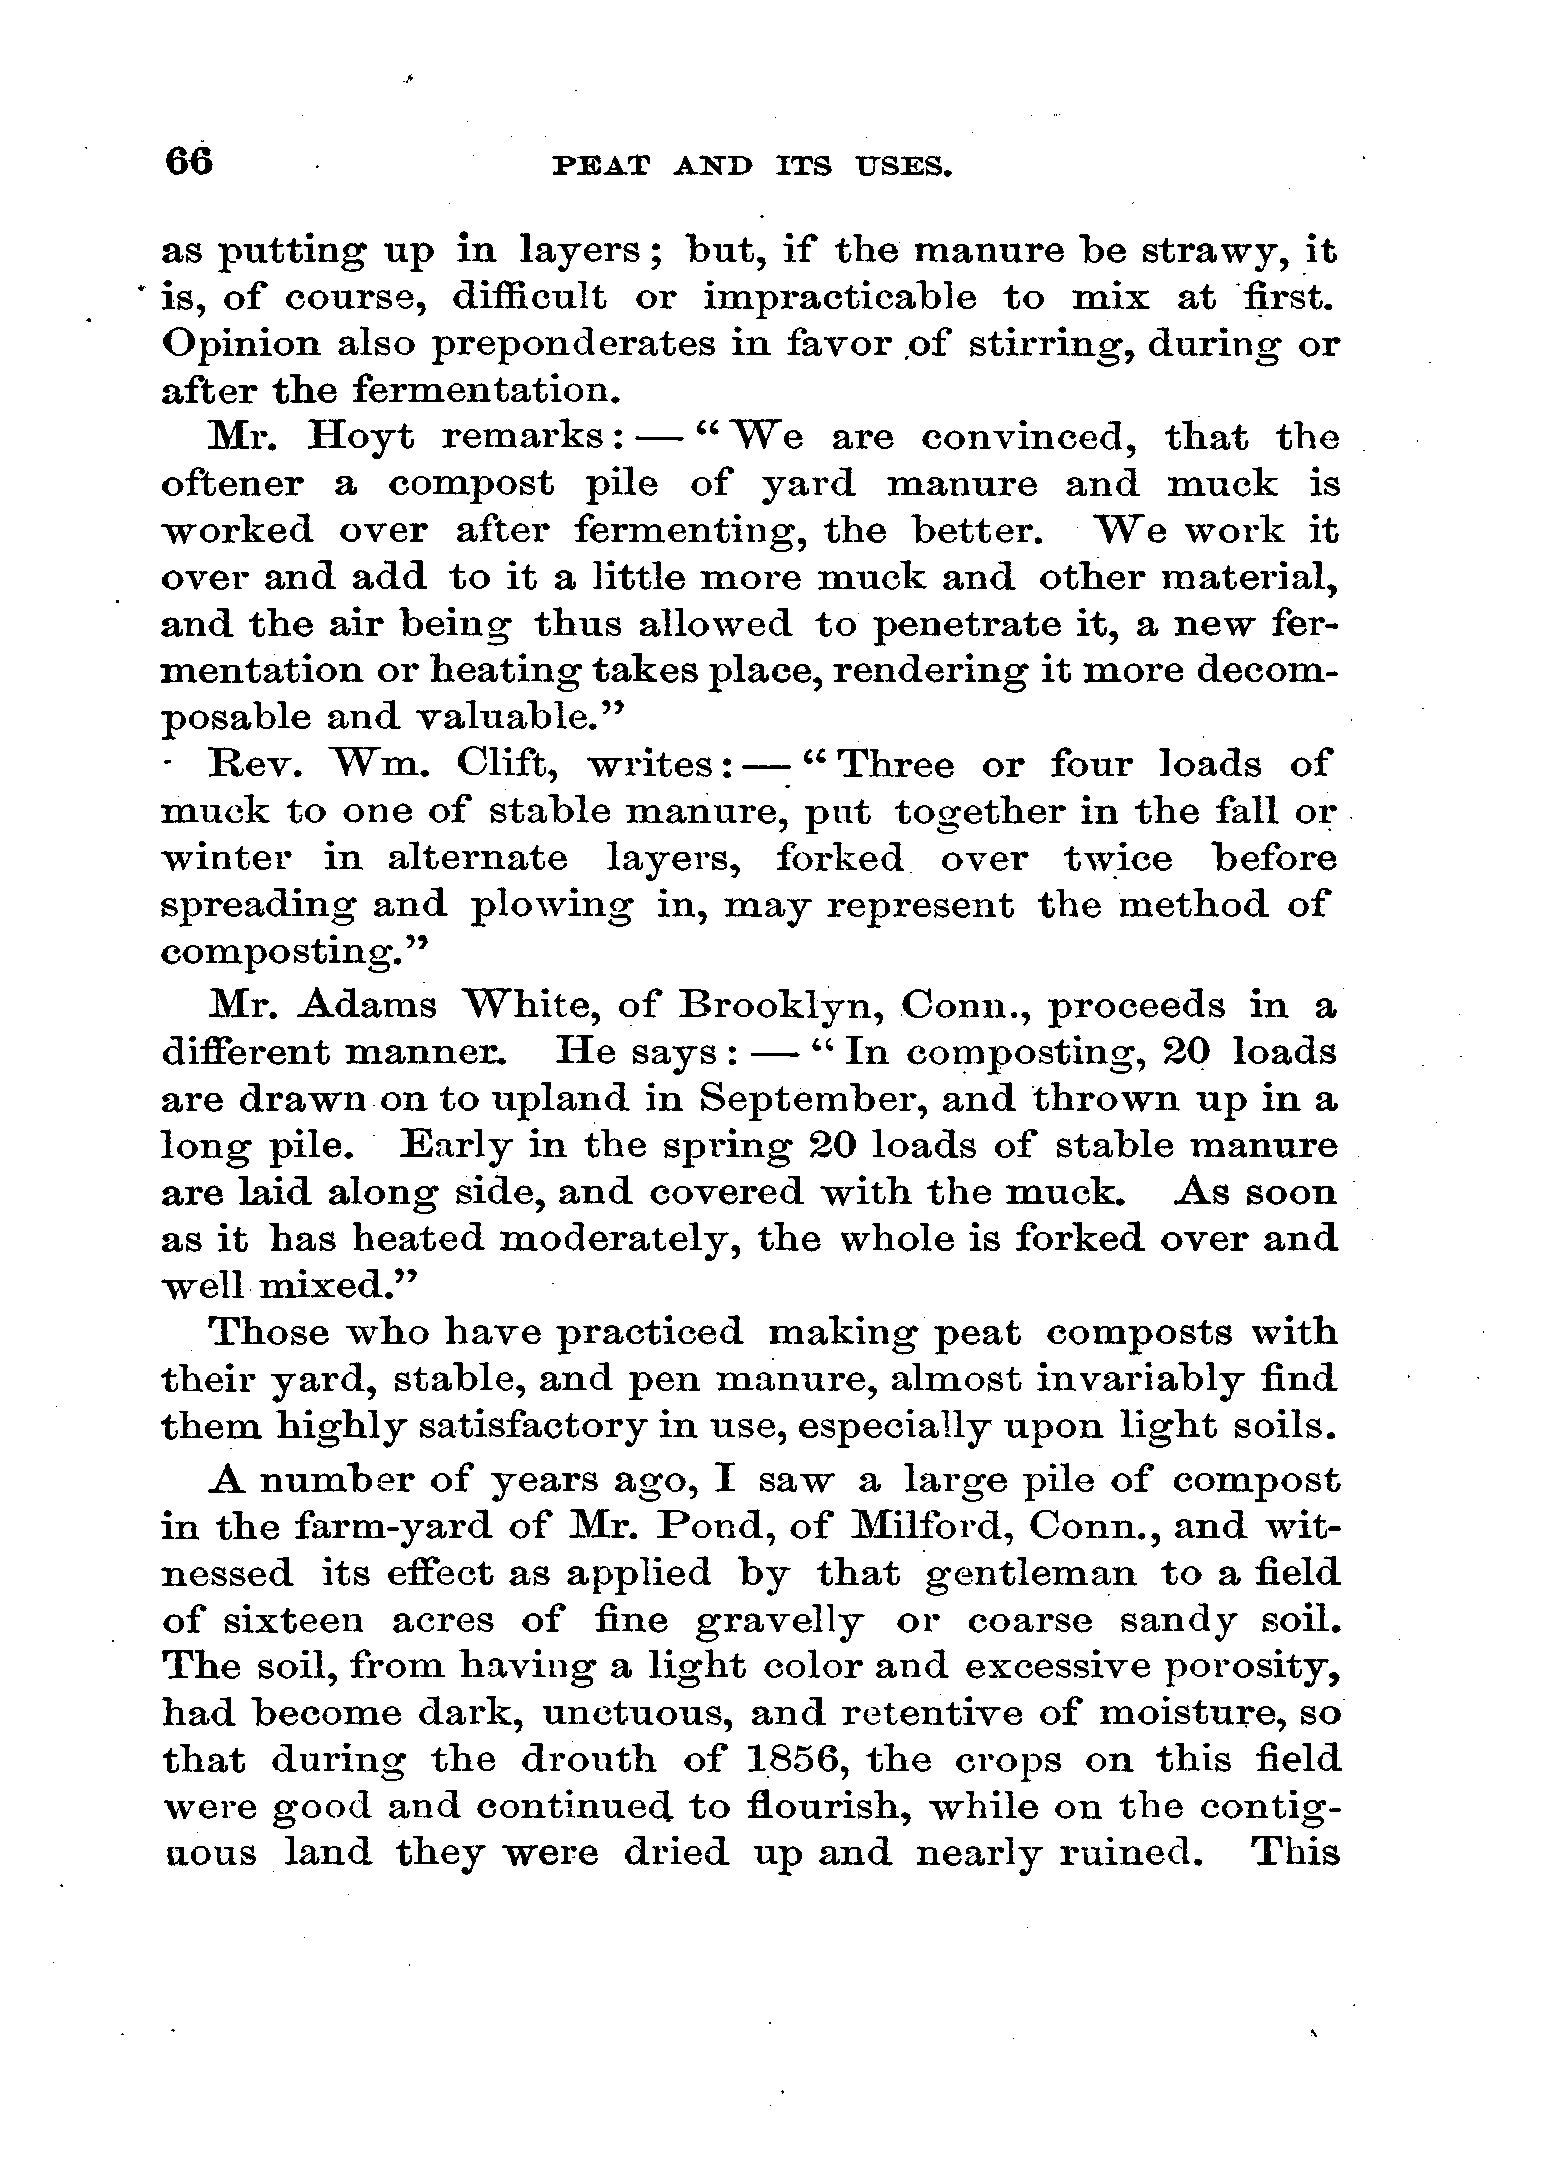 66 PEAT AND ITS USES.
as putting up in layers; but, if the manure be strawy, it
is, of course, difficult or impracticable to mix at first.
Opinion also preponderates in favor of stirring, during or
after the fermentation.
Mr. Hoyt remarks:—“We are convinced, that the
oftener a compost pile of yard manure and muck is
worked over after fermenting, the better. We work it
over and add to it a little more muck and other material,
and the air being thus allowed to penetrate it, a new fer-
mentation or heating takes place, rendering it more decom-
posable and valuable.”
Rev. Wm. Clift, writes:—“Three or four loads of
muck to one of stable manure, put together in the fall or
winter in alternate layers, forked over twice before
spreading and plowing in, may represent the method of
composting.”
Mr. Adams White, of Brooklyn, Conn., proceeds in a
different manner. He says:—“In composting, 20 loads
are drawn on to upland in September, and thrown up in a
long pile. Early in the spring 20 loads of stable manure
are laid along side, and covered with the muck. As soon
as it has heated moderately, the whole is forked over and
well mixed.”
Those who have practiced making peat composts with
their yard, stable, and pen manure, almost invariably find
them highly satisfactory in use, especially upon light soils.
A number of years ago, I saw a large pile of compost
in the farm-yard of Mr. Pond, of Milford, Conn., and wit-
nessed its effect as applied by that gentleman to a field
of sixteen acres of fine gravelly or coarse sandy soil.
The soil, from having a light color and excessive porosity,
had become dark, unctuous, and retentive of moisture, so
that during the drouth of 1856, the crops on this field
were good and continued to flourish, while on the contig-
uous land they were dried up and nearly ruined. This